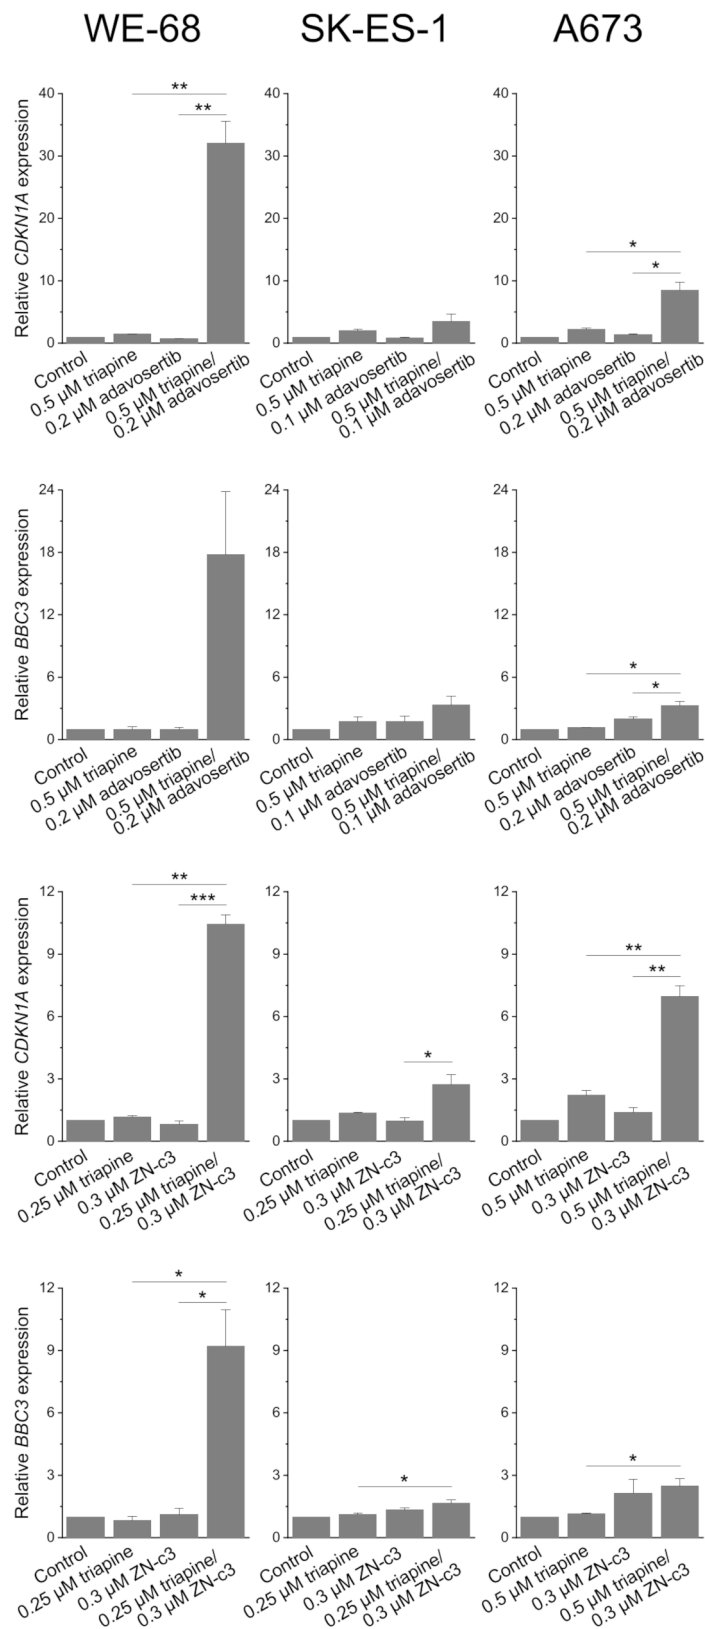 WE-68 SK-ES-1 A673
Relative CDKN1A expression
40 40 40
30 30 30
20 20 20
10 10 10
0 0 0
** ** * *
Control
0.5 µM triapine
0.2 µM adavosertib
0.5 µM triapine/
0.2 µM adavosertib
Control
0.5 µM triapine
0.1 µM adavosertib
0.5 µM triapine/
0.1 µM adavosertib
Control
0.5 µM triapine
0.2 µM adavosertib
0.5 µM triapine/
0.2 µM adavosertib
Relative BBC3 expression
24 24 24
18 18 18
12 12 12
6 6 6
0 0 0
* *
Control
0.5 µM triapine
0.2 µM adavosertib
0.5 µM triapine/
0.2 µM adavosertib
Control
0.5 µM triapine
0.1 µM adavosertib
0.5 µM triapine/
0.1 µM adavosertib
Control
0.5 µM triapine
0.2 µM adavosertib
0.5 µM triapine/
0.2 µM adavosertib
Relative CDKN1A expression
12 12 12
9 9 9
6 6 6
3 3 3
0 0 0
** *** * ** **
Control
0.25 µM triapine
0.3 µM ZN-c3
0.25 µM triapine/
0.3 µM ZN-c3
Control
0.25 µM triapine
0.3 µM ZN-c3
0.25 µM triapine/
0.3 µM ZN-c3
Control
0.5 µM triapine
0.3 µM ZN-c3
0.5 µM triapine/
0.3 µM ZN-c3
Relative BBC3 expression
12 12 12
9 9 9
6 6 6
3 3 3
0 0 0
* * * *
Control
0.25 µM triapine
0.3 µM ZN-c3
0.25 µM triapine/
0.3 µM ZN-c3
Control
0.25 µM triapine
0.3 µM ZN-c3
0.25 µM triapine/
0.3 µM ZN-c3
Control
0.5 µM triapine
0.3 µM ZN-c3
0.5 µM triapine/
0.3 µM ZN-c3